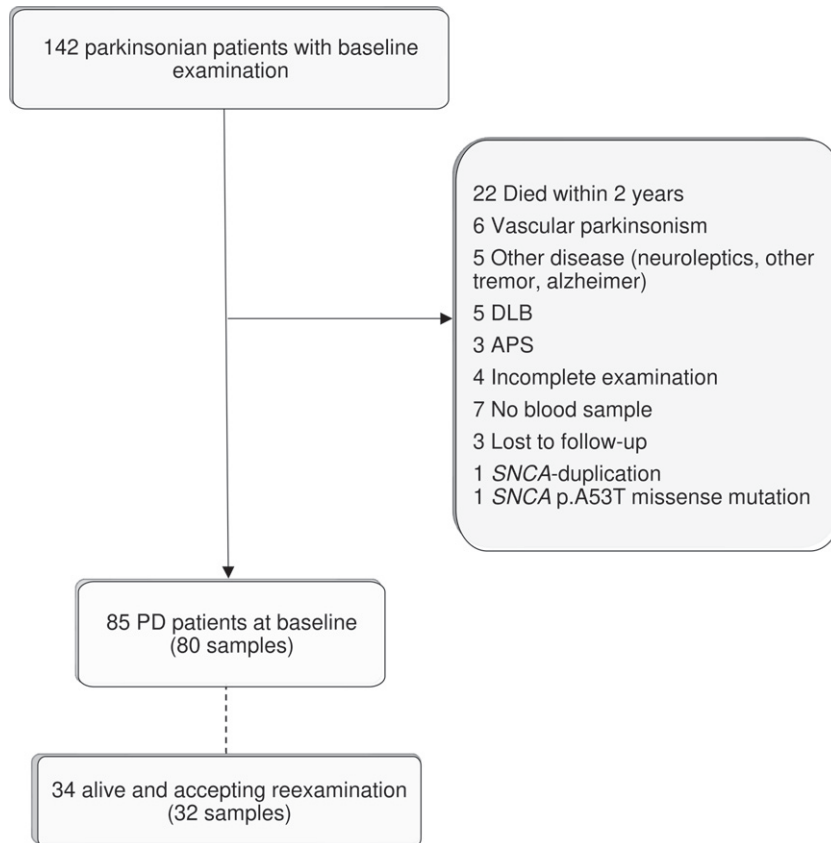 142 parkinsonian patients with baseline
examination
22 Died within 2 years
6 Vascular parkinsonism
5 Other disease (neuroleptics, other
tremor, alzheimer)
5 DLB
3 APS
4 Incomplete examination
7 No blood sample
3 Lost to follow-up
1 SNCA-duplication
1 SNCA p.A53T missense mutation
85 PD patients at baseline
(80 samples)
34 alive and accepting reexamination
(32 samples)